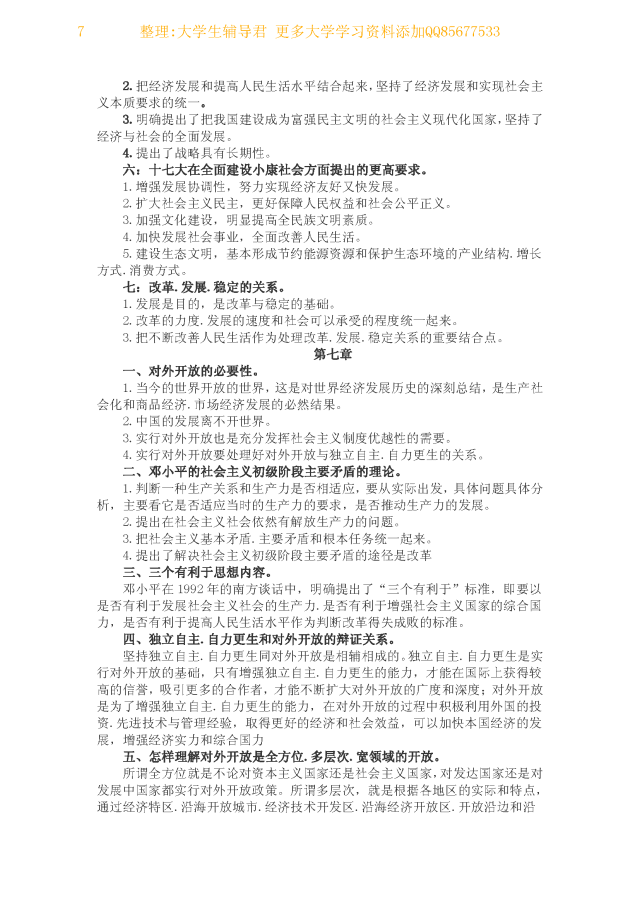 7 整理:大学生辅导君 更多大学学习资料添加QQ85677533
2.把经济发展和提高人民生活水平结合起来,坚持了经济发展和实现社会主
义本质要求的统一。
3.明确提出了把我国建设成为富强民主文明的社会主义现代化国家,坚持了
经济与社会的全面发展。
4.提出了战略具有长期性。
六:十七大在全面建设小康社会方面提出的更高要求。
1.增强发展协调性，努力实现经济友好又快发展。
2.扩大社会主义民主，更好保障人民权益和社会公平正义。
3.加强文化建设，明显提高全民族文明素质。
4.加快发展社会事业，全面改善人民生活。
5.建设生态文明，基本形成节约能源资源和保护生态环境的产业结构.增长
方式.消费方式。
七:改革.发展.稳定的关系。
1.发展是目的，是改革与稳定的基础。
2.改革的力度.发展的速度和社会可以承受的程度统一起来。
3.把不断改善人民生活作为处理改革.发展.稳定关系的重要结合点。
第七章
一、对外开放的必要性。
1.当今的世界开放的世界，这是对世界经济发展历史的深刻总结，是生产社
会化和商品经济.市场经济发展的必然结果。
2.中国的发展离不开世界。
3.实行对外开放也是充分发挥社会主义制度优越性的需要。
4.实行对外开放要处理好对外开放与独立自主.自力更生的关系。
二、邓小平的社会主义初级阶段主要矛盾的理论。
1.判断一种生产关系和生产力是否相适应，要从实际出发，具体问题具体分
析，主要看它是否适应当时的生产力的要求，是否推动生产力的发展。
2.提出在社会主义社会依然有解放生产力的问题。
3.把社会主义基本矛盾.主要矛盾和根本任务统一起来。
4.提出了解决社会主义初级阶段主要矛盾的途径是改革
三、三个有利于思想内容。
邓小平在1992年的南方谈话中，明确提出了“三个有利于”标准，即要以
是否有利于发展社会主义社会的生产力.是否有利于增强社会主义国家的综合国
力，是否有利于提高人民生活水平作为判断改革得失成败的标准。
四、独立自主.自力更生和对外开放的辩证关系。
坚持独立自主.自力更生同对外开放是相辅相成的。独立自主.自力更生是实
行对外开放的基础，只有增强独立自主.自力更生的能力，才能在国际上获得较
高的信誉，吸引更多的合作者，才能不断扩大对外开放的广度和深度；对外开放
是为了增强独立自主.自力更生的能力，在对外开放的过程中积极利用外国的投
资.先进技术与管理经验，取得更好的经济和社会效益，可以加快本国经济的发
展，增强经济实力和综合国力
五、怎样理解对外开放是全方位.多层次.宽领域的开放。
所谓全方位就是不论对资本主义国家还是社会主义国家,对发达国家还是对
发展中国家都实行对外开放政策。所谓多层次，就是根据各地区的实际和特点，
通过经济特区.沿海开放城市.经济技术开发区.沿海经济开放区.开放沿边和沿